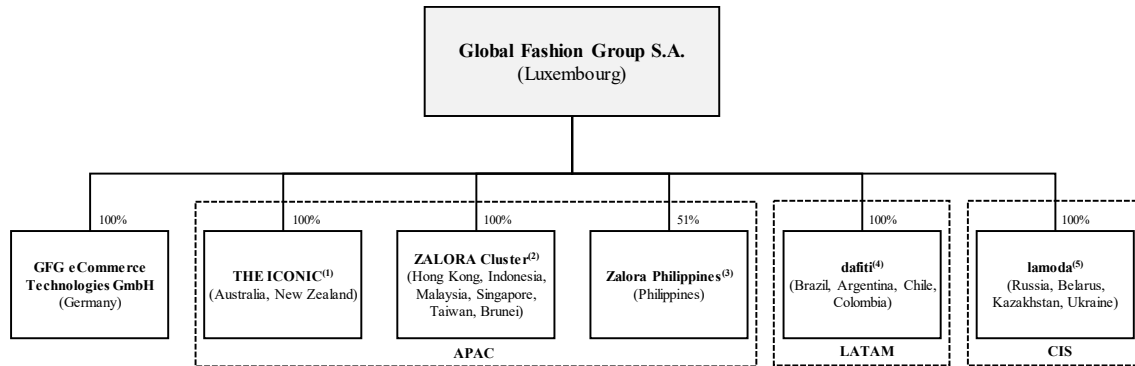 Global Fashion Group S.A.
(Luxembourg)
100%
100%
100%
51%
100%
100%
GFG eCommerce
Technologies GmbH
(Germany)
THE ICONIC(1)
(Australia, New Zealand)
ZALORA Cluster(2)
(Hong Kong, Indonesia,
Malaysia, Singapore,
Taiwan, Brunei)
Zalora Philippines(3)
(Philippines)
dafiti(4)
(Brazil, Argentina, Chile,
Colombia)
lamoda(5)
(Russia, Belarus,
Kazakhstan, Ukraine)
APAC
LATAM
CIS